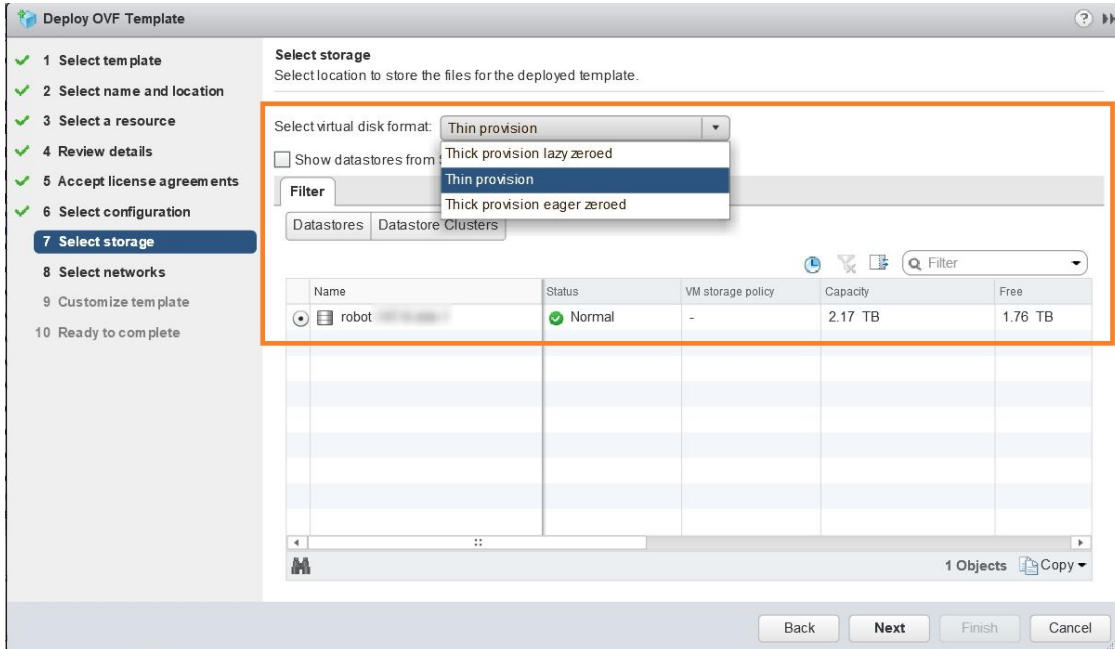 Deploy OVF Template
1 Select template
2 Select name and location
3 Select a resource
4 Review details
5 Accept license agreements
6 Select configuration
7 Select storage
8 Select networks
9 Customize template
10 Ready to complete
Select storage
Select location to store the files for the deployed template.
Select virtual disk format: Thin provision
Show datastores from
Thick provision lazy zeroed
Thin provision
Thick provision eager zeroed
Filter
Datastores Datastore Clusters
Filter
Name Status VM storage policy Capacity Free
robot Normal - 2.17 TB 1.76 TB
1 Objects Copy
Back Next Finish Cancel